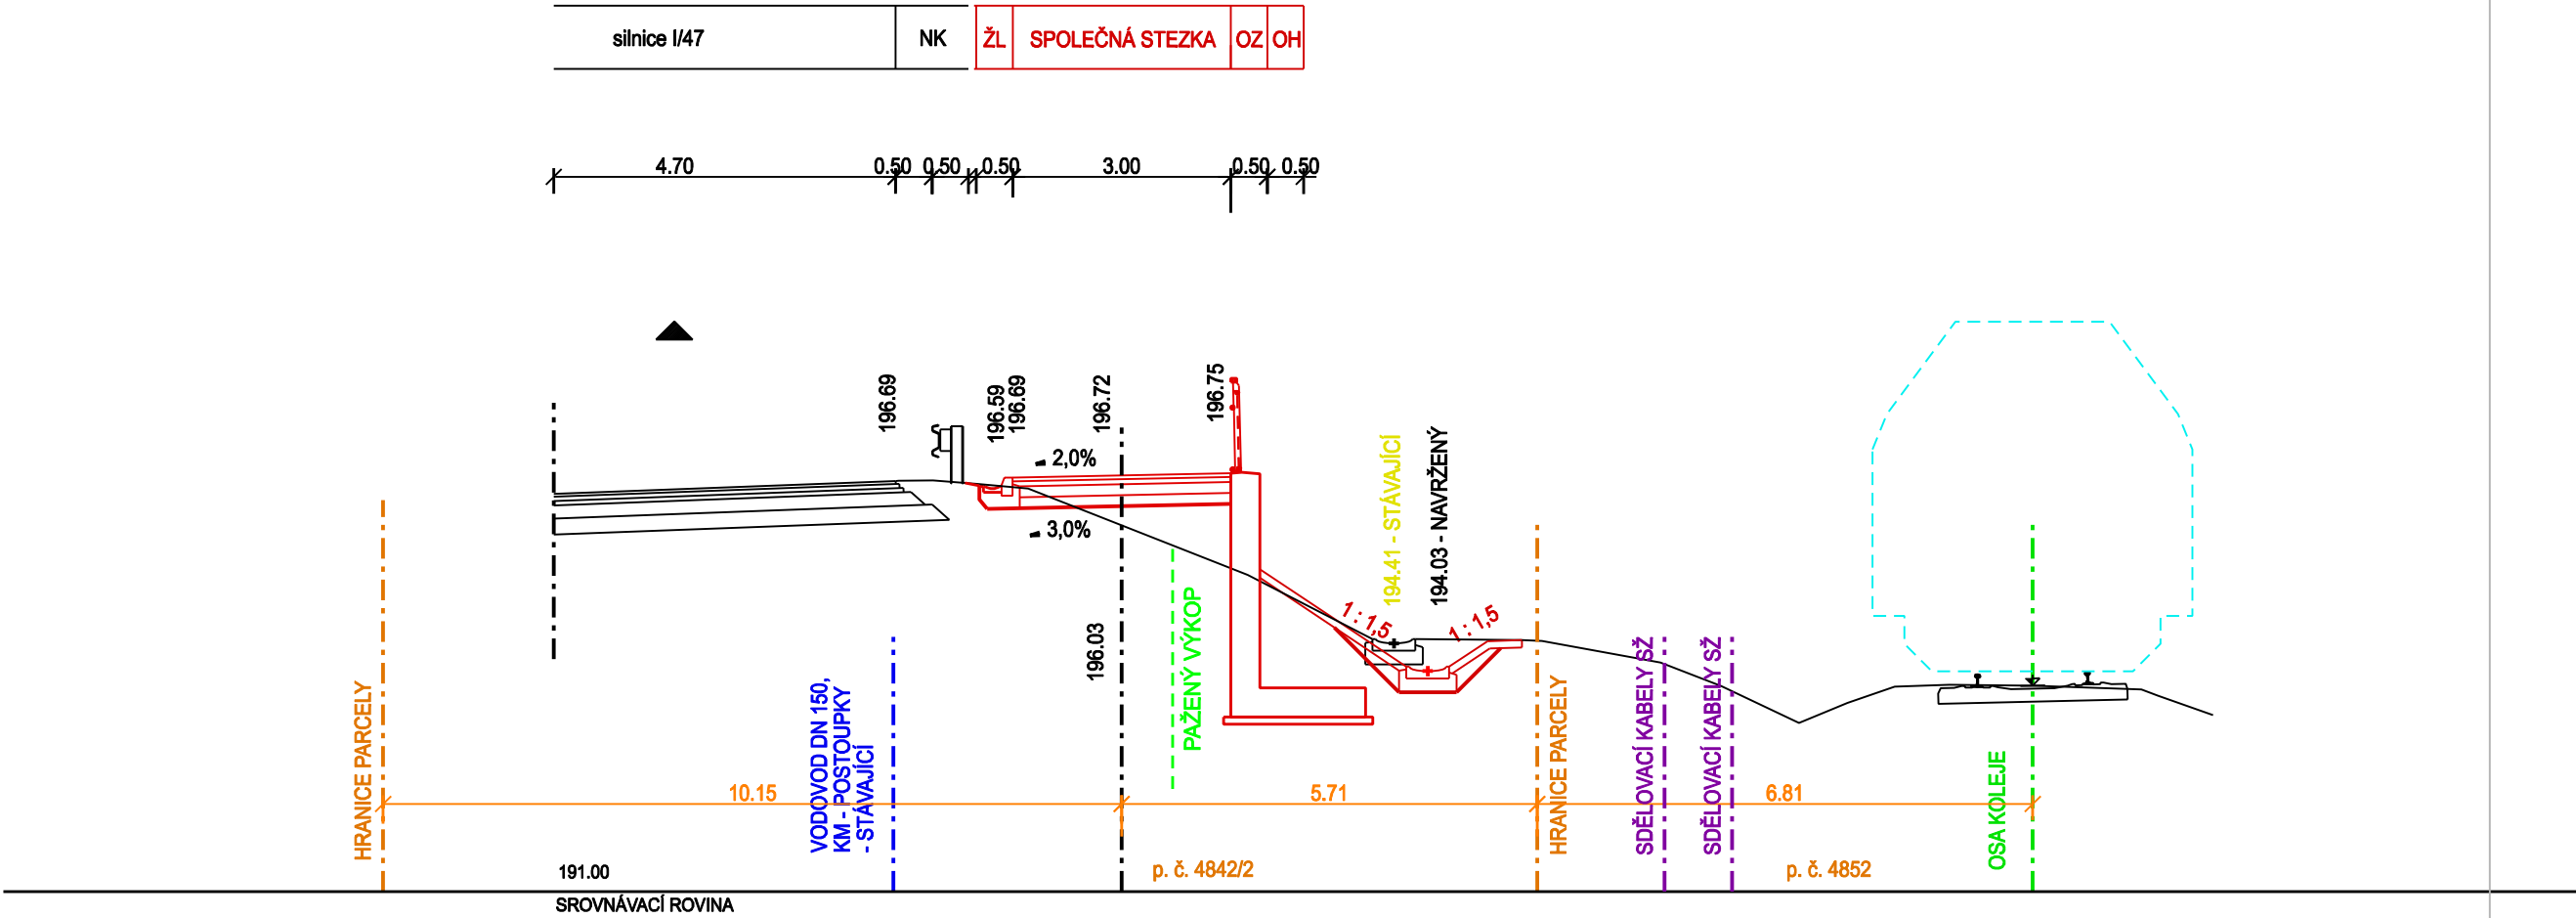 silnice I/47
NK
ŽL
SPOLEČNÁ STEZKA
OZ
OH
4.70
0.50
0.50
0.50
3.00
0.50
0.50
196.69
196.59
196.69
196.72
196.75
2,0%
3,0%
194.41 - STÁVAJÍCÍ
194.03 - NAVRŽENÝ
1 : 1,5
1 : 1,5
196.03
PAŽENÝ VÝKOP
HRANICE PARCELY
VODOVOD DN 150,
KM - POSTOUPKY
- STÁVAJÍCÍ
HRANICE PARCELY
SDĚLOVACÍ KABELY SŽ
SDĚLOVACÍ KABELY SŽ
OSA KOLEJE
10.15
5.71
6.81
191.00
p. č. 4842/2
p. č. 4852
SROVNÁVACÍ ROVINA